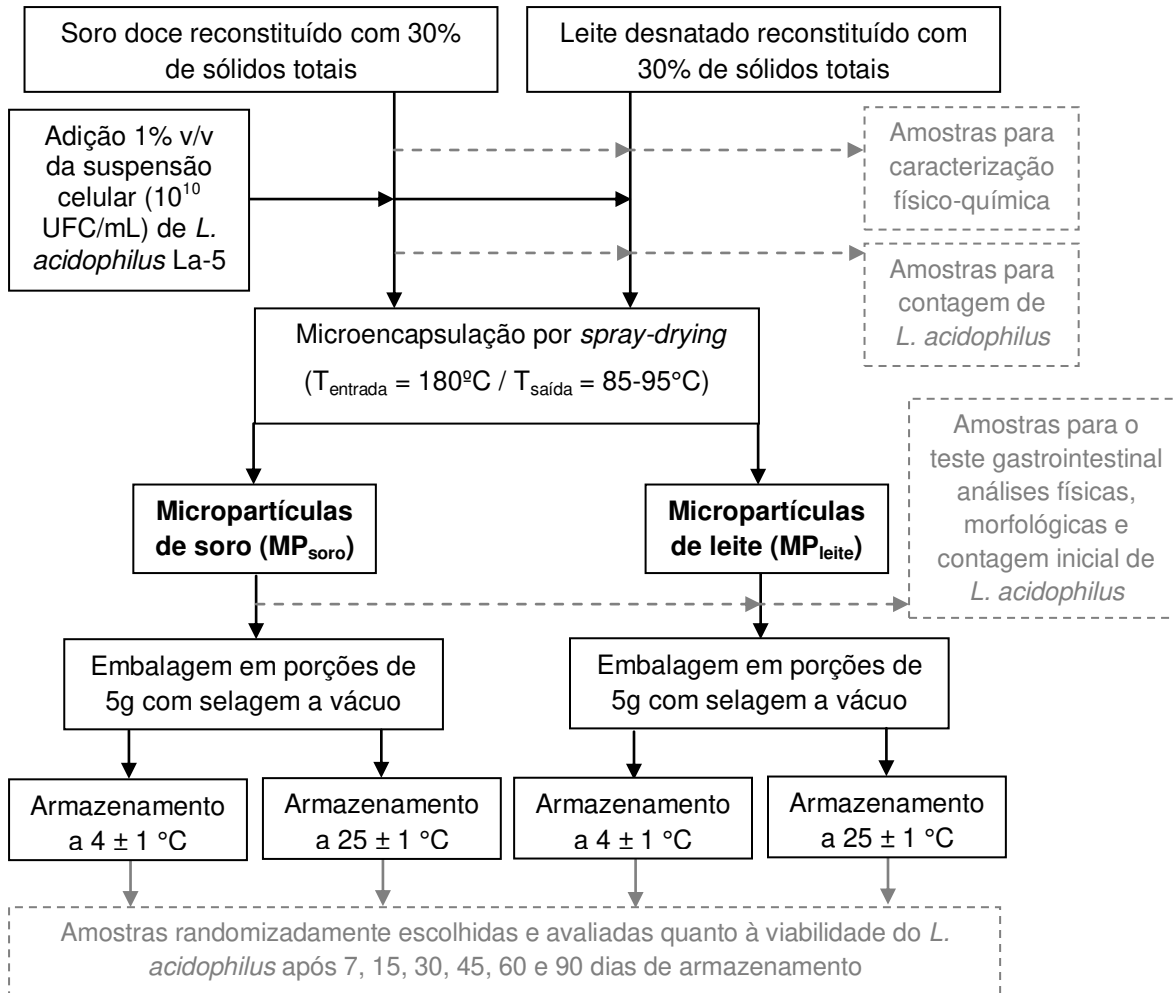 Soro doce reconstituído com 30%
de sólidos totais
Leite desnatado reconstituído com
30% de sólidos totais
Adição 1% v/v
da suspensão
celular (10¹⁰
UFC/mL) de L.
acidophilus La-5
Amostras para
caracterização
físico-química
Amostras para
contagem de
L. acidophilus
Microencapsulação por spray-drying
(Tentrada = 180ºC / Tsaída = 85-95°C)
Amostras para o
teste gastrointestinal
análises físicas,
morfológicas e
contagem inicial de
L. acidophilus
Micropartículas
de soro (MPsoro)
Micropartículas
de leite (MPleite)
Embalagem em porções de
5g com selagem a vácuo
Embalagem em porções de
5g com selagem a vácuo
Armazenamento
a 4 ± 1 °C
Armazenamento
a 25 ± 1 °C
Armazenamento
a 4 ± 1 °C
Armazenamento
a 25 ± 1 °C
Amostras randomizadamente escolhidas e avaliadas quanto à viabilidade do L.
acidophilus após 7, 15, 30, 45, 60 e 90 dias de armazenamento